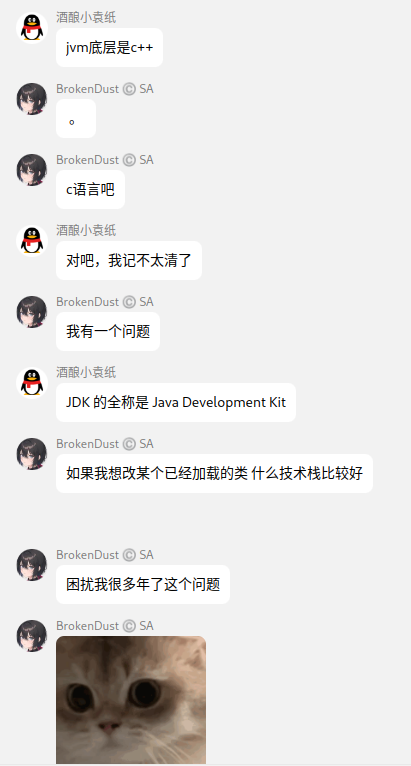 酒酿小袁纸
jvm底层是c++
BrokenDust © SA
。
BrokenDust © SA
c语言吧
酒酿小袁纸
对吧，我记不太清了
BrokenDust © SA
我有一个问题
酒酿小袁纸
JDK 的全称是 Java Development Kit
BrokenDust © SA
如果我想改某个已经加载的类 什么技术栈比较好
BrokenDust © SA
困扰我很多年了这个问题
BrokenDust © SA